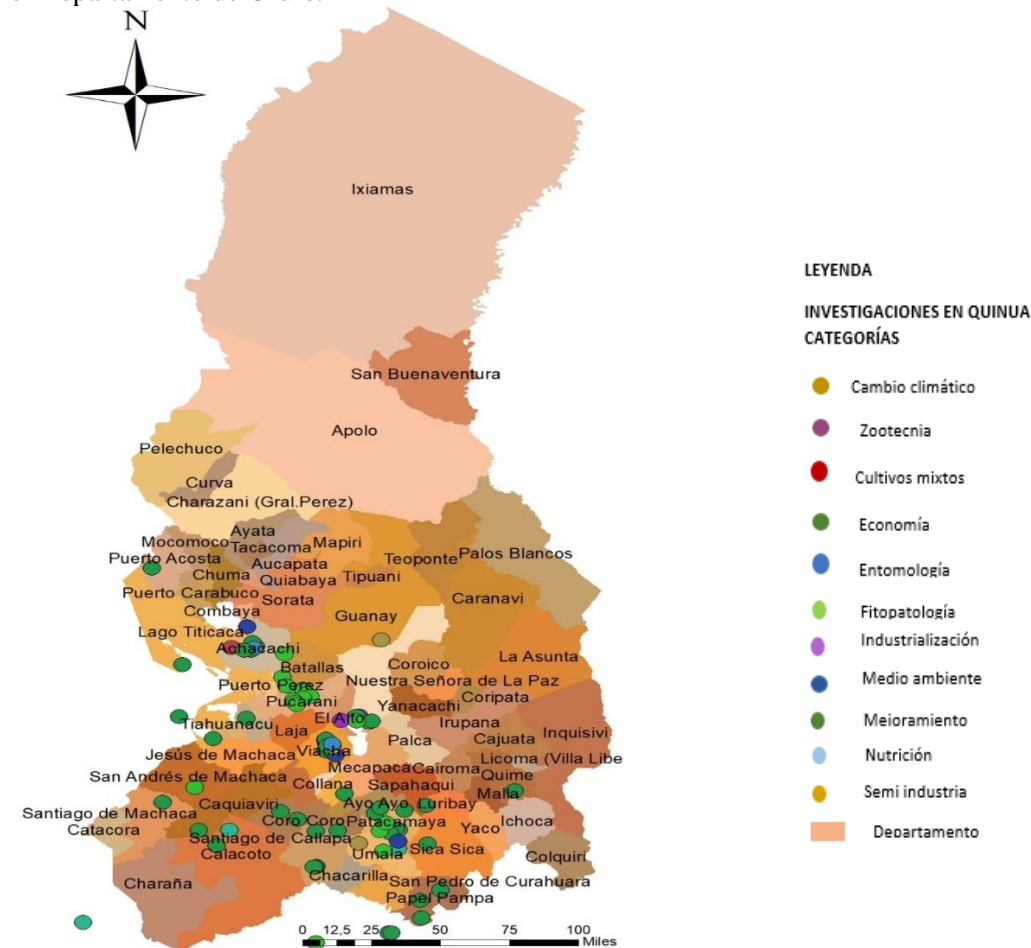 N
Ixiamas
San Buenaventura
Apolo
Pelechuco
Curva
Charazani (Gral.Perez)
Ayata
Mocomoco
Tacacoma
Mapiri
Puerto Acosta
Aucapata
Teoponte
Palos Blancos
Chuma
Quiabaya
Tipuani
Puerto Carabuco
Sorata
Caranavi
Combaya
Guanay
Lago Titicaca
Achacachi
La Asunta
Batallas
Coroico
Nuestra Señora de La Paz
Puerto Perez
Coripata
Pucarani
Yanacachi
El Alto
Irupana
Tiahuanacu
Laja
Inquisivi
Palca
Cajuata
Jesús de Machaca
Viacha
Licoma (Villa Libe
Mecapaca
Cairoma
San Andrés de Machaca
Quime
Collana
Sapahaqui
Malla
Caquiaviri
Ayo Ayo
Luribay
Santiago de Machaca
Coro Coro
Patacamaya
Ichoca
Catacora
Yaco
Santiago de Callapa
Calacoto
Umala
Sica Sica
Colquiri
Chacarilla
Charaña
San Pedro de Curahuara
Papel Pampa
0 12,5 25 50 75 100
Miles
LEYENDA
INVESTIGACIONES EN QUINUA
CATEGORÍAS
Cambio climático
Zootecnia
Cultivos mixtos
Economía
Entomología
Fitopatología
Industrialización
Medio ambiente
Meioramiento
Nutrición
Semi industria
Departamento